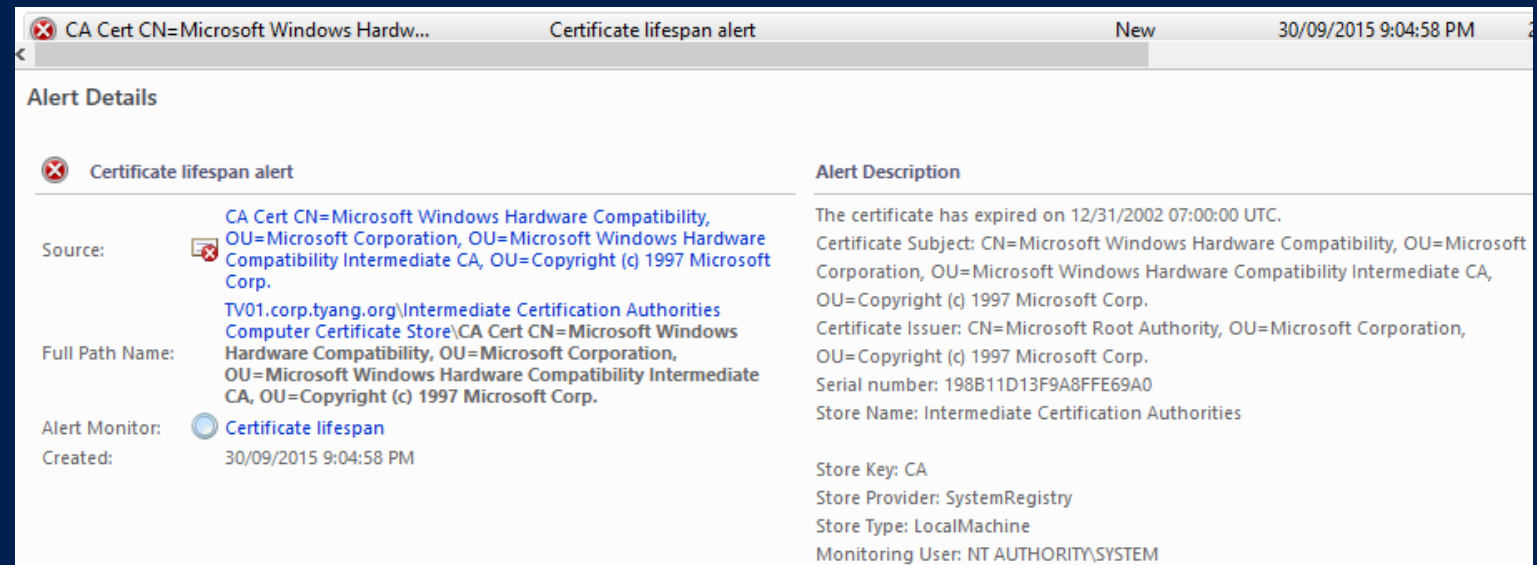 CA Cert CN=Microsoft Windows Hardw... Certificate lifespan alert New 30/09/2015 9:04:58 PM
Alert Details
Certificate lifespan alert
Source:
CA Cert CN=Microsoft Windows Hardware Compatibility,
OU=Microsoft Corporation, OU=Microsoft Windows Hardware
Compatibility Intermediate CA, OU=Copyright (c) 1997 Microsoft
Corp.
Full Path Name:
TV01.corp.tyang.org\Intermediate Certification Authorities
Computer Certificate Store\CA Cert CN=Microsoft Windows
Hardware Compatibility, OU=Microsoft Corporation,
OU=Microsoft Windows Hardware Compatibility Intermediate
CA, OU=Copyright (c) 1997 Microsoft Corp.
Alert Monitor: Certificate lifespan
Created: 30/09/2015 9:04:58 PM
Alert Description
The certificate has expired on 12/31/2002 07:00:00 UTC.
Certificate Subject: CN=Microsoft Windows Hardware Compatibility, OU=Microsoft
Corporation, OU=Microsoft Windows Hardware Compatibility Intermediate CA,
OU=Copyright (c) 1997 Microsoft Corp.
Certificate Issuer: CN=Microsoft Root Authority, OU=Microsoft Corporation,
OU=Copyright (c) 1997 Microsoft Corp.
Serial number: 198B11D13F9A8FFE69A0
Store Name: Intermediate Certification Authorities
Store Key: CA
Store Provider: SystemRegistry
Store Type: LocalMachine
Monitoring User: NT AUTHORITY\SYSTEM